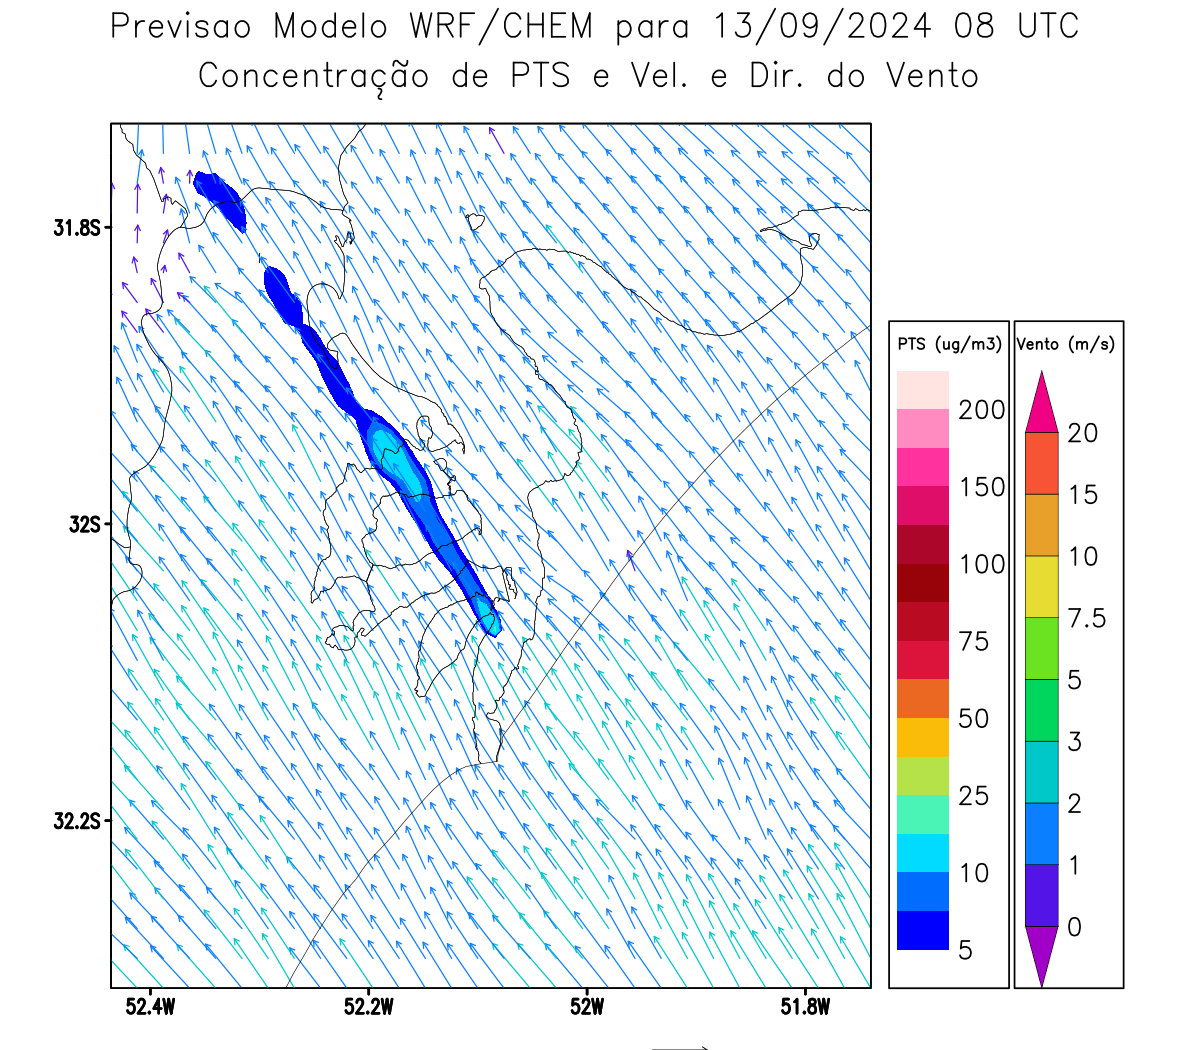 Previsao Modelo WRF/CHEM para 13/09/2024 08 UTC
Concentração de PTS e Vel. e Dir. do Vento
31.8S
32S
32.2S
52.4W
52.2W
52W
51.8W
PTS (ug/m3)
200
150
100
75
50
25
10
5
Vento (m/s)
20
15
10
7.5
5
3
2
1
0